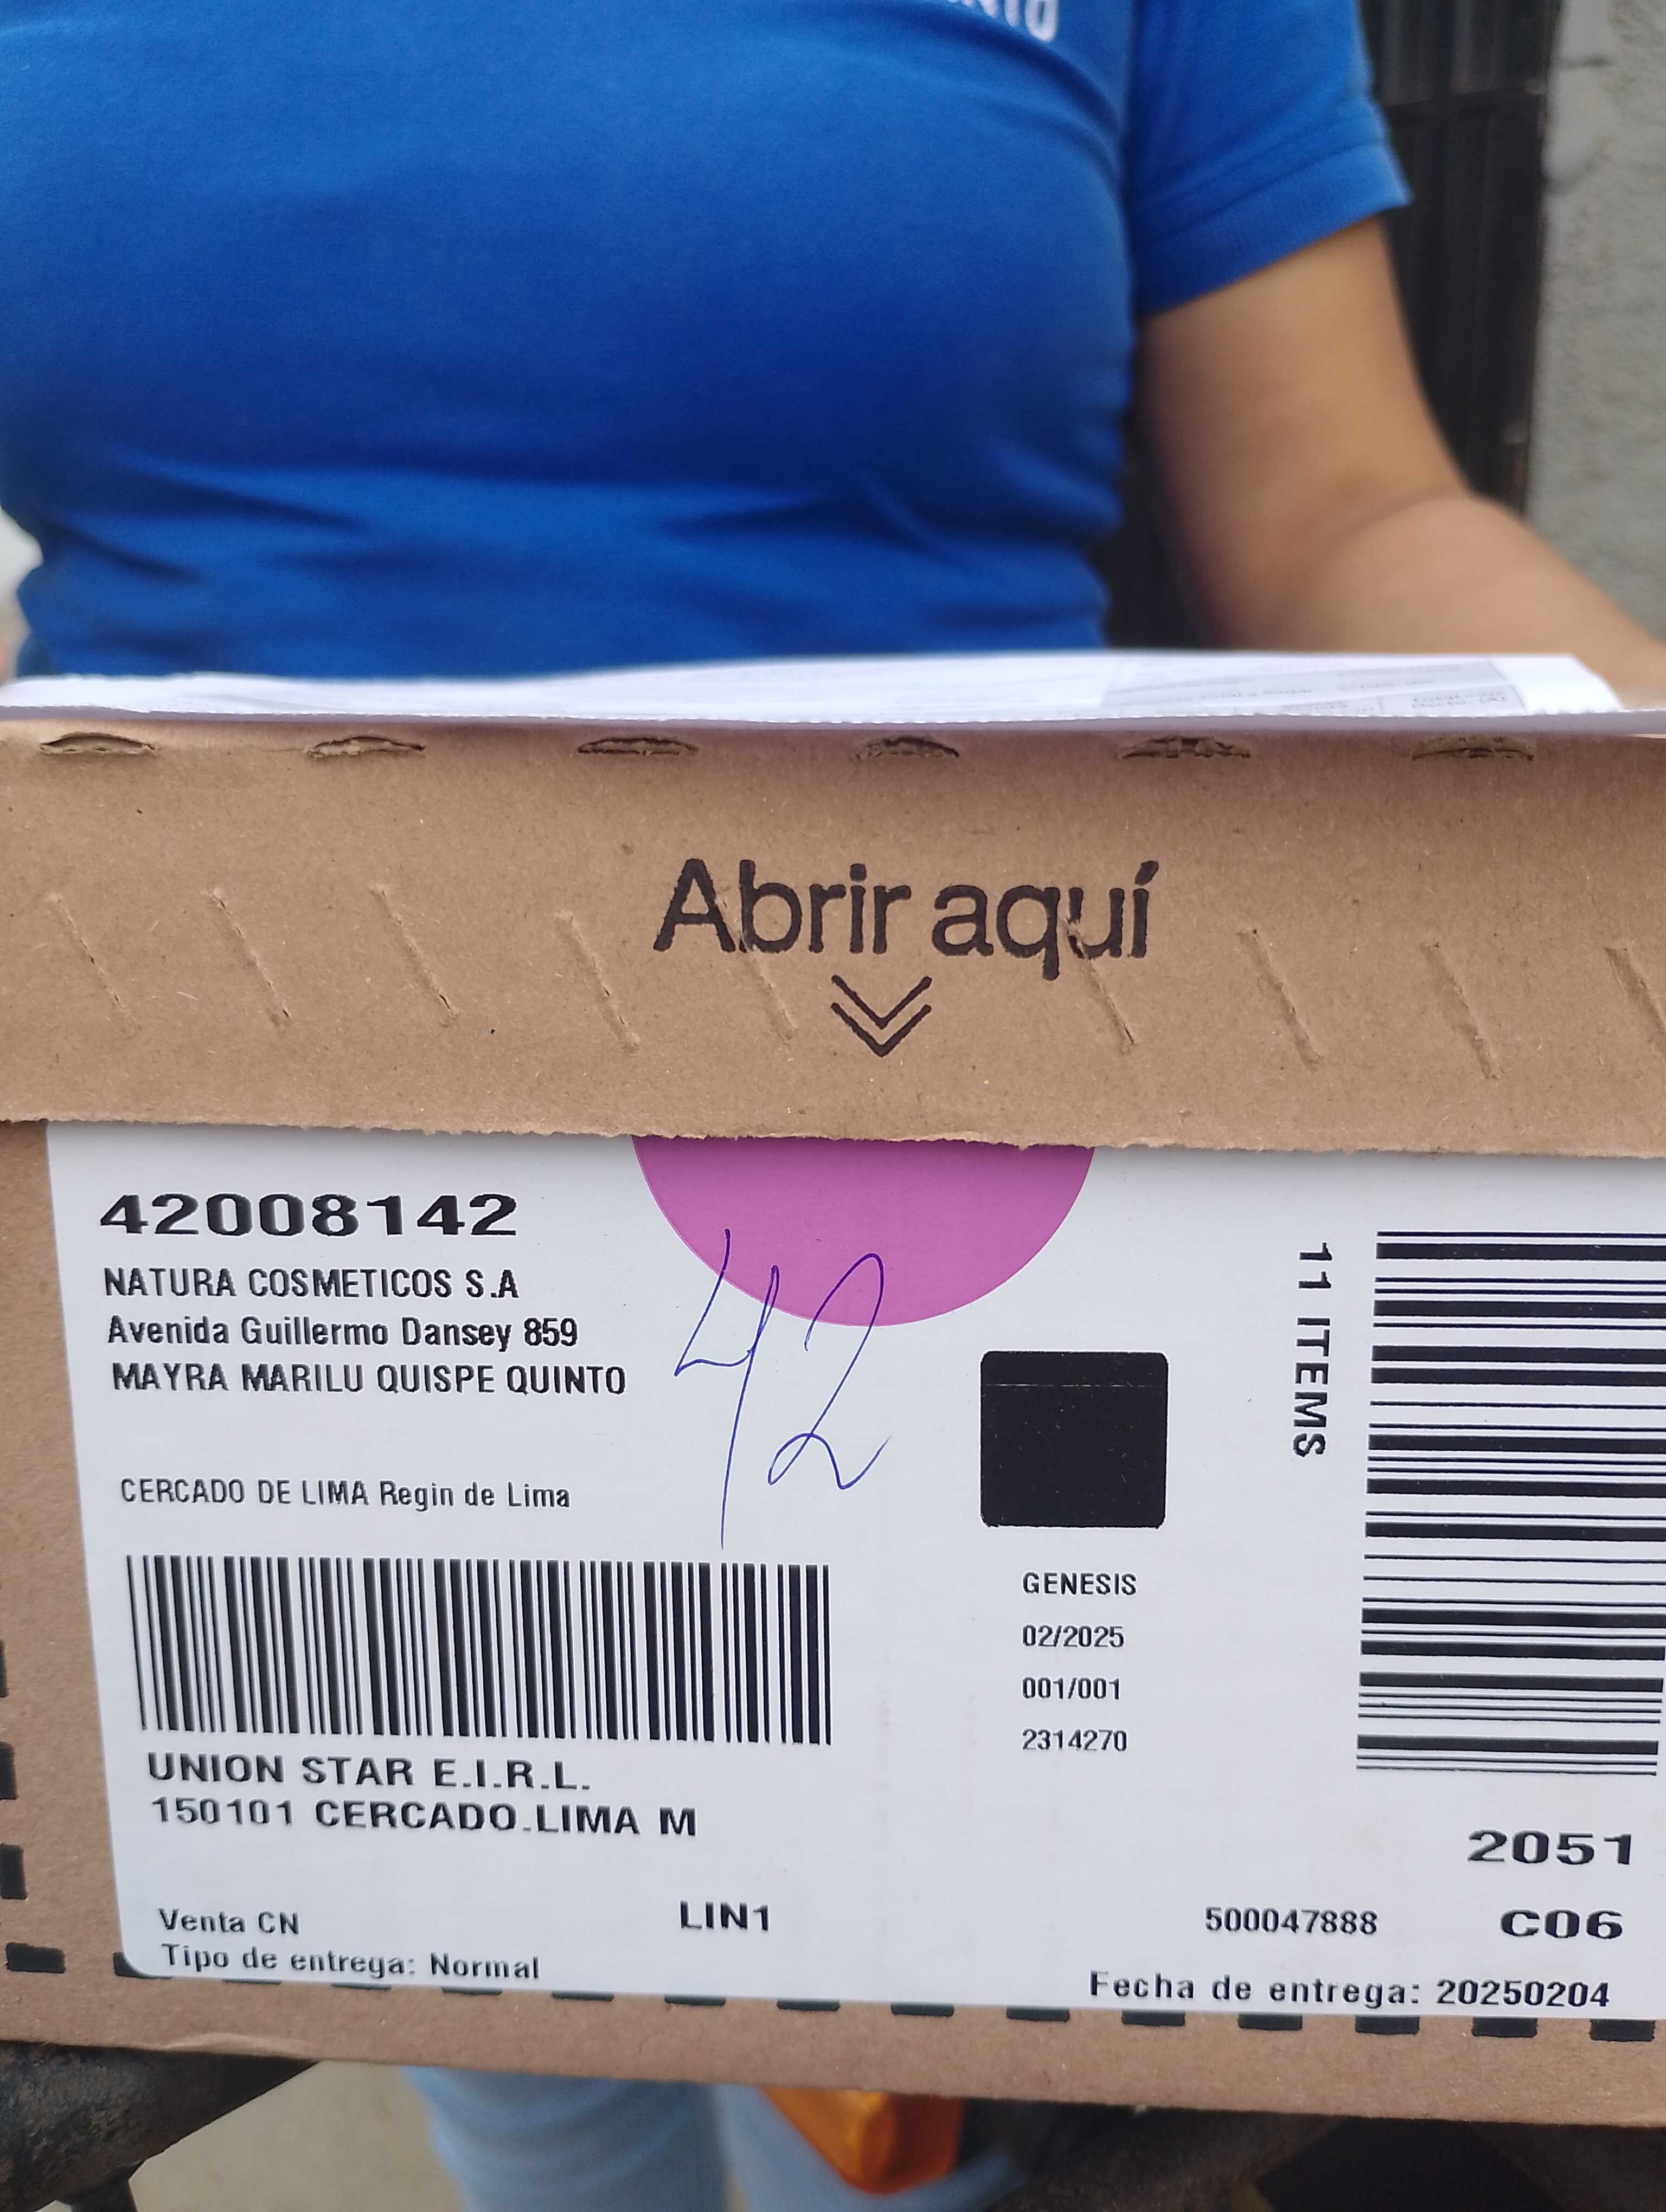 Abrir aquí
42008142
NATURA COSMETICOS S.A
Avenida Guillermo Dansey 859
MAYRA MARILU QUISPE QUINTO
42
CERCADO DE LIMA Regin de Lima
11 ITEMS
GENESIS
02/2025
001/001
2314270
UNION STAR E.I.R.L.
150101 CERCADO.LIMA M
2051
Venta CN
LIN1
500047888
C06
Tipo de entrega: Normal
Fecha de entrega: 20250204